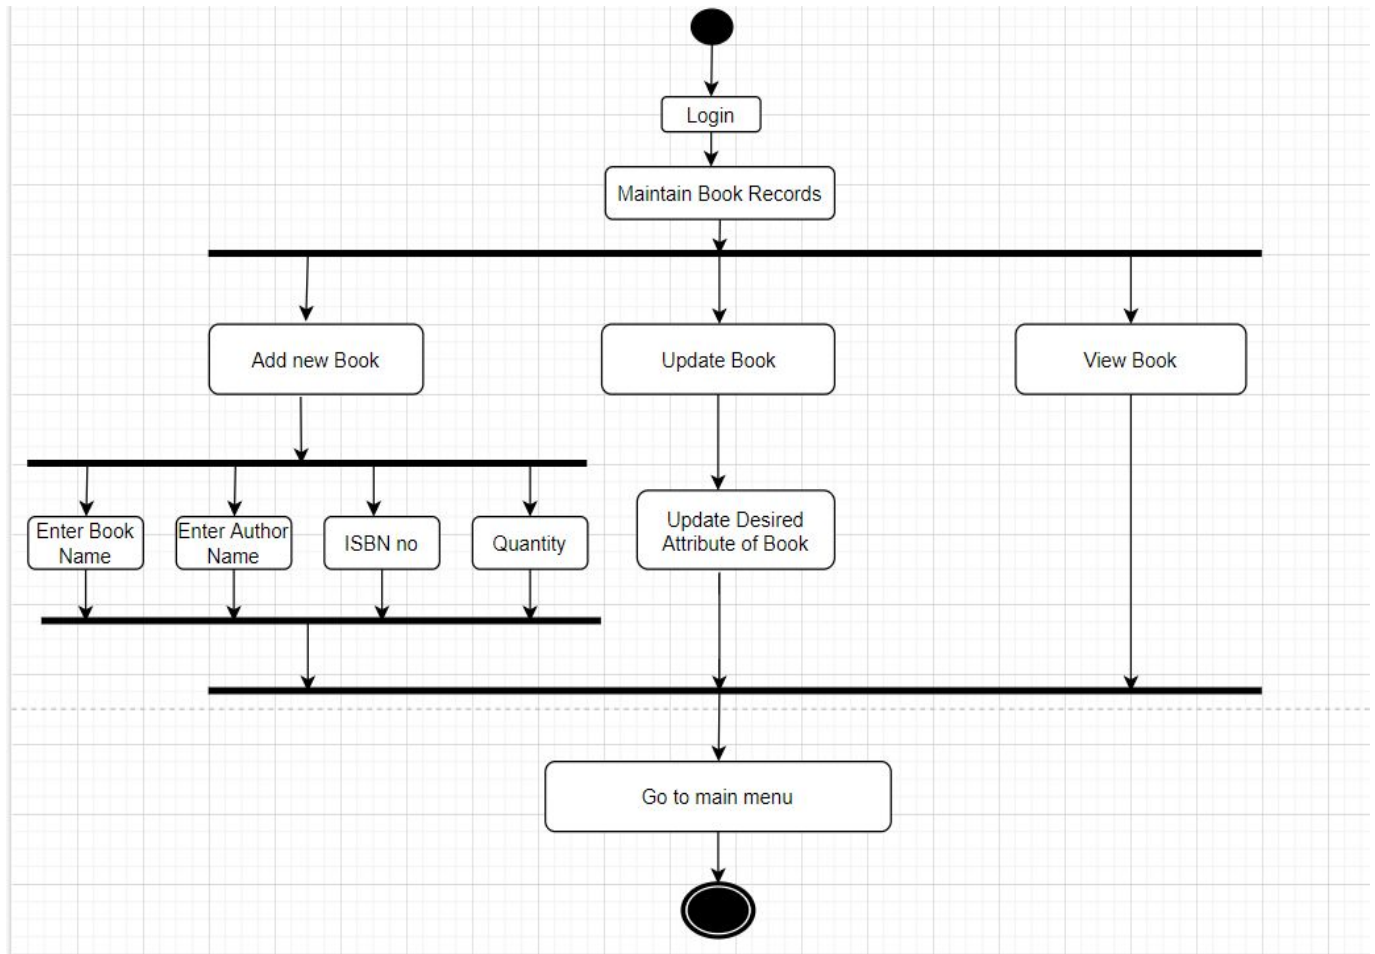 Login
Maintain Book Records
Add new Book
Update Book
View Book
Enter Book
Name
Enter Author
Name
ISBN no
Quantity
Update Desired
Attribute of Book
Go to main menu